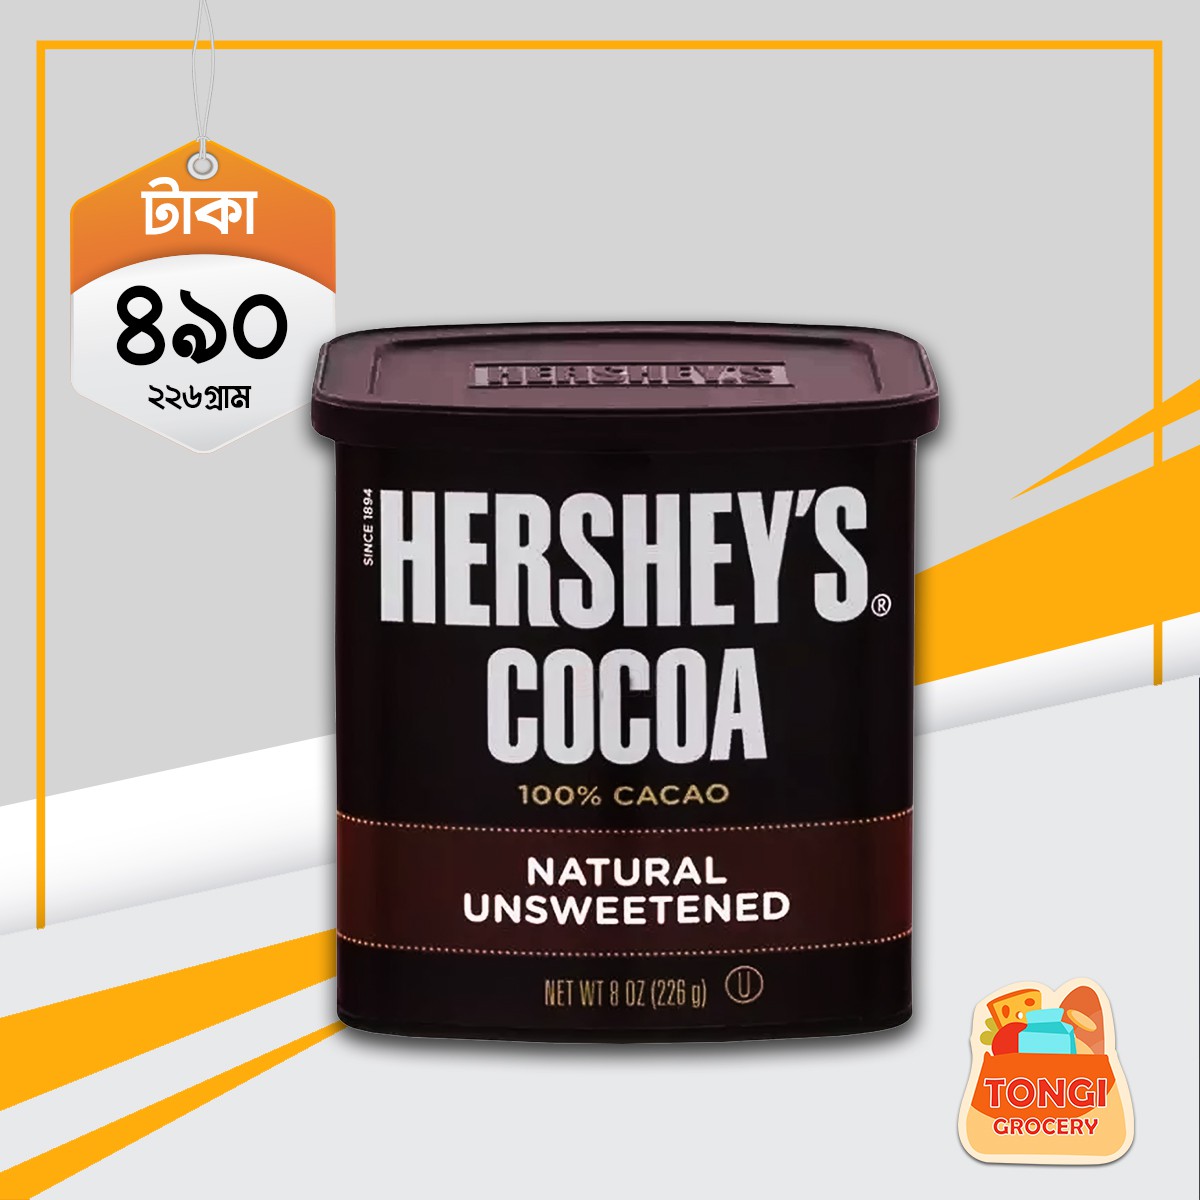 টাকা
৪৯০
২২৬গ্রাম
HERSHEY'S
SINCE 1894
HERSHEY'S®
COCOA
100% CACAO
NATURAL
UNSWEETENED
NET WT 8 OZ (226 g) U
TONGI
GROCERY